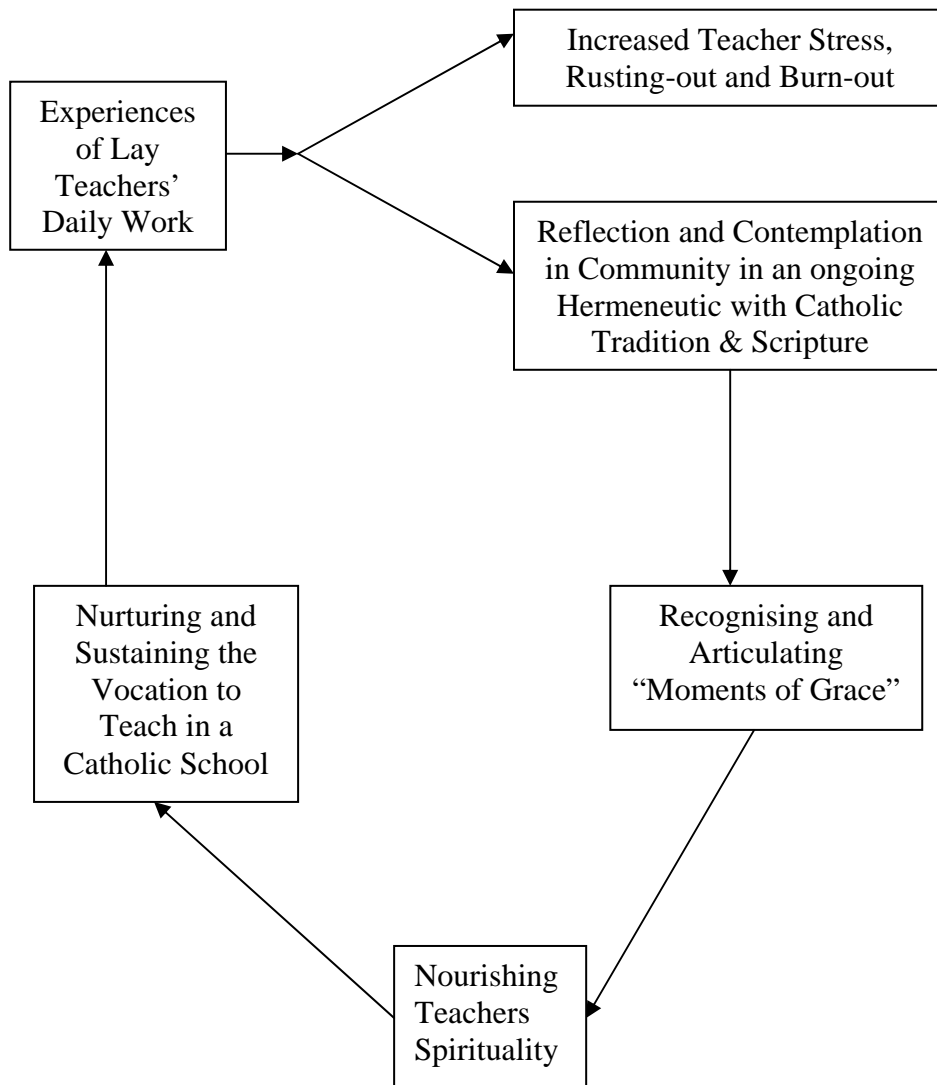 Increased Teacher Stress,
Rusting-out and Burn-out
Experiences
of Lay
Teachers’
Daily Work
Reflection and Contemplation
in Community in an ongoing
Hermeneutic with Catholic
Tradition & Scripture
Nurturing and
Sustaining the
Vocation to
Teach in a
Catholic School
Recognising and
Articulating
“Moments of Grace”
Nourishing
Teachers
Spirituality